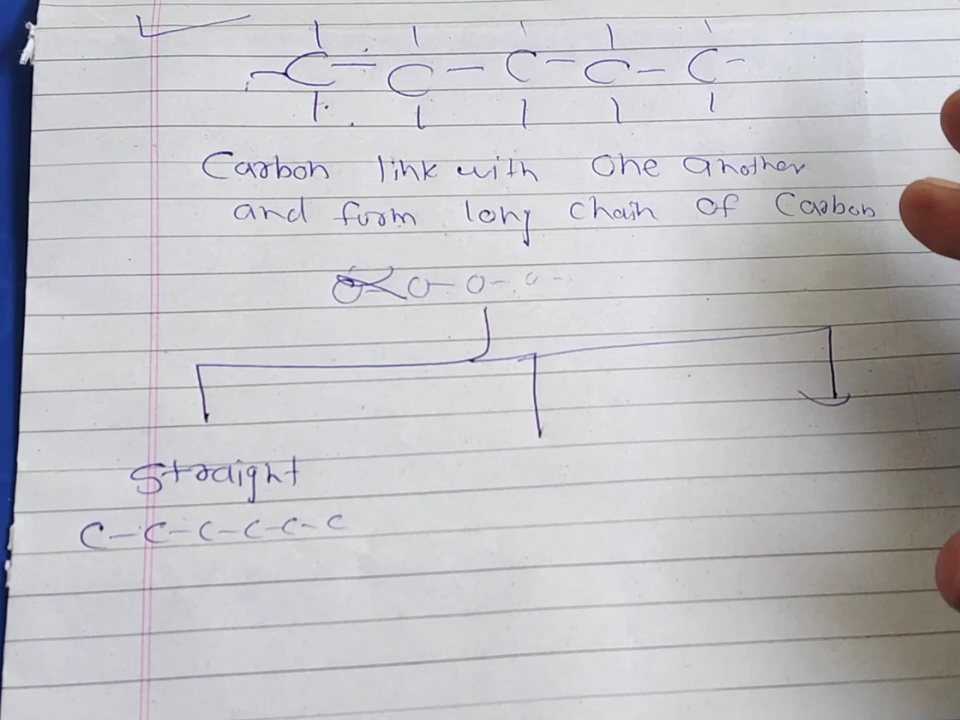 -C-C-C-C-C-
Carbon link with one another
and form long chain of Carbon
Straight
C-C-C-C-C-C